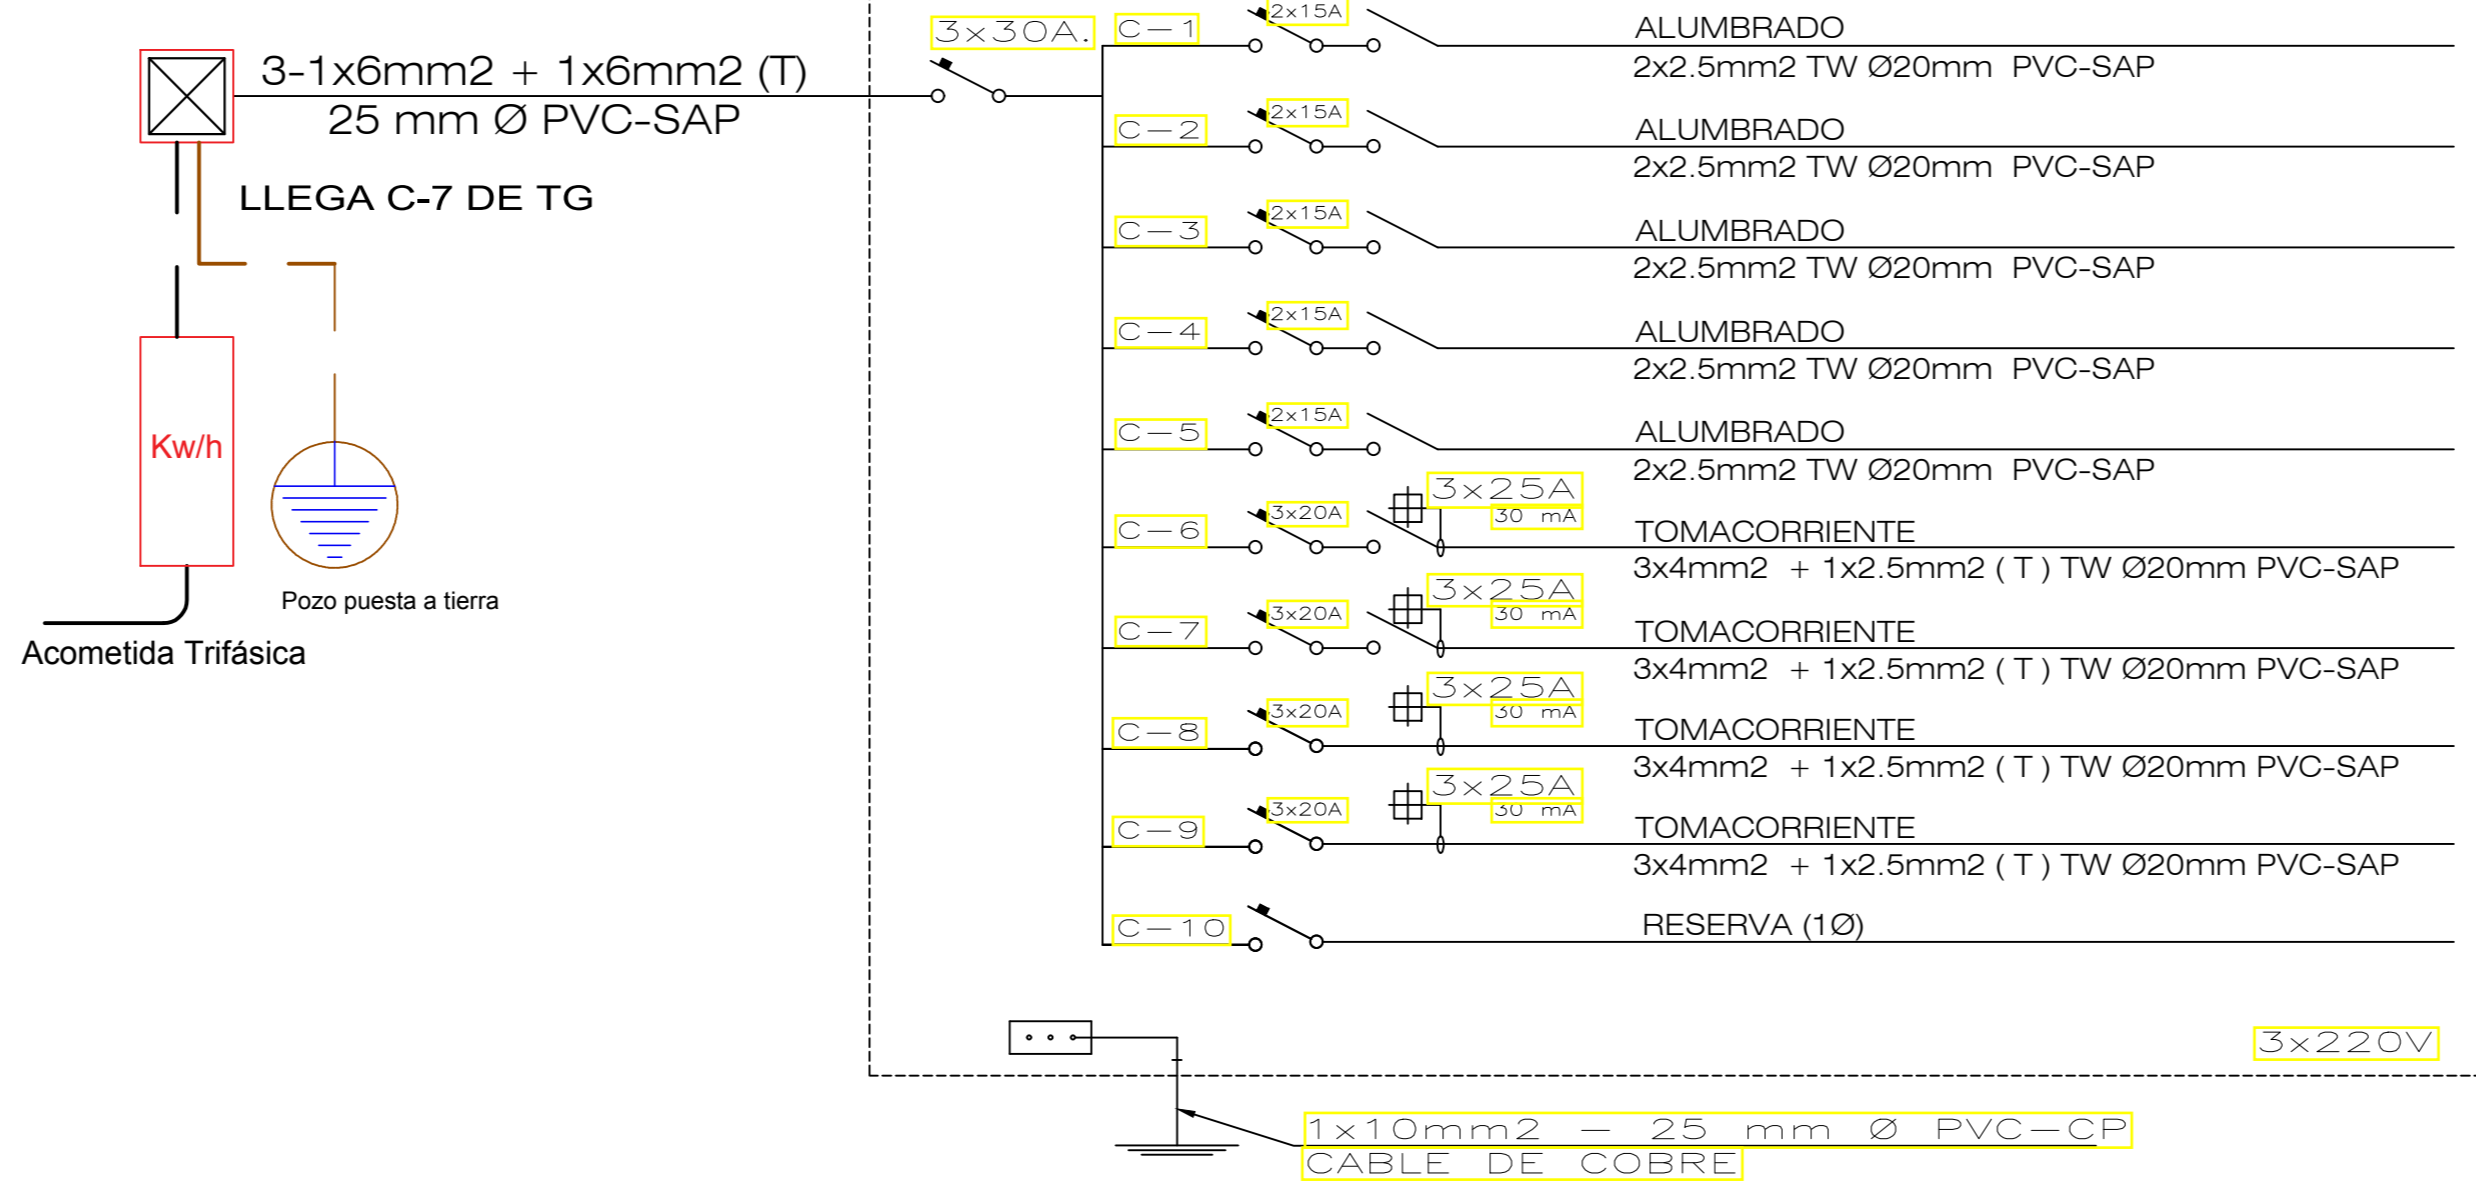 3-1x6mm2 + 1x6mm2 (T)
25 mm Ø PVC-SAP
LLEGA C-7 DE TG
Kw/h
Pozo puesta a tierra
Acometida Trifásica
3x30A.
C-1
2x15A
ALUMBRADO
2x2.5mm2 TW Ø20mm PVC-SAP
C-2
2x15A
ALUMBRADO
2x2.5mm2 TW Ø20mm PVC-SAP
C-3
2x15A
ALUMBRADO
2x2.5mm2 TW Ø20mm PVC-SAP
C-4
2x15A
ALUMBRADO
2x2.5mm2 TW Ø20mm PVC-SAP
C-5
2x15A
ALUMBRADO
2x2.5mm2 TW Ø20mm PVC-SAP
C-6
3x20A
3x25A
30 mA
TOMACORRIENTE
3x4mm2 + 1x2.5mm2 ( T ) TW Ø20mm PVC-SAP
C-7
3x20A
3x25A
30 mA
TOMACORRIENTE
3x4mm2 + 1x2.5mm2 ( T ) TW Ø20mm PVC-SAP
C-8
3x20A
3x25A
30 mA
TOMACORRIENTE
3x4mm2 + 1x2.5mm2 ( T ) TW Ø20mm PVC-SAP
C-9
3x20A
3x25A
30 mA
TOMACORRIENTE
3x4mm2 + 1x2.5mm2 ( T ) TW Ø20mm PVC-SAP
C-10
RESERVA (1Ø)
3x220V
1x10mm2 - 25 mm Ø PVC-CP
CABLE DE COBRE